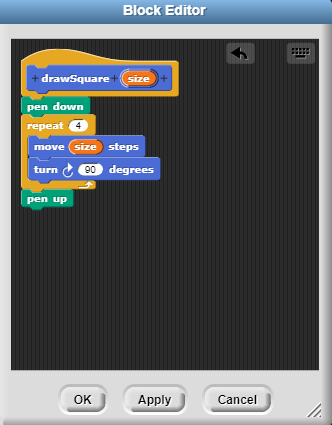 Block Editor
+ drawSquare + size +
pen down
repeat 4
move size steps
turn 90 degrees
pen up
OK Apply Cancel